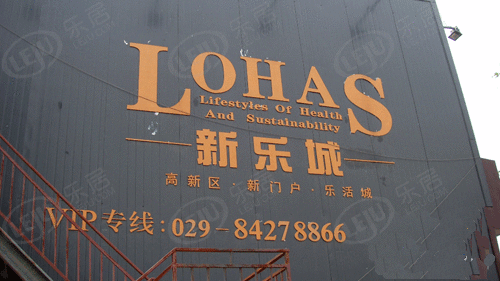 LOHAS
Lifestyles Of Health
And Sustainability
新乐城
高新区·新门户·乐活城
VIP专线:029-84278866